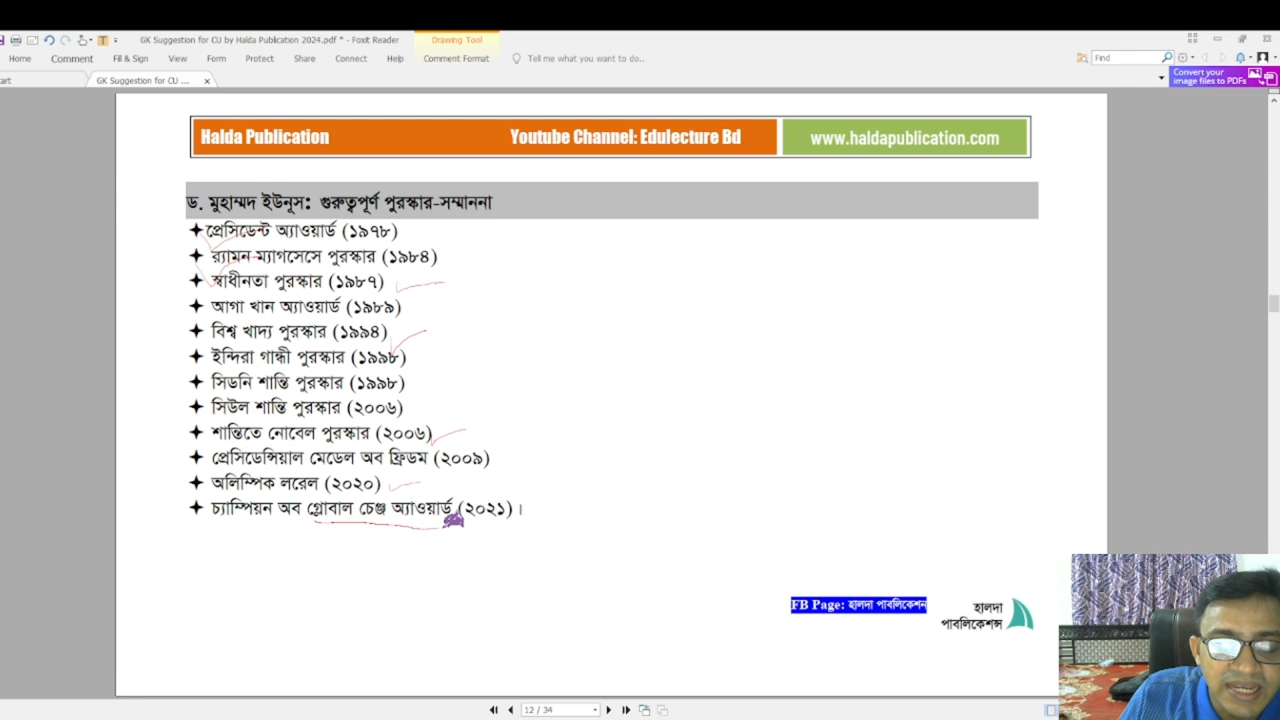 GK Suggestion for CU by Halda Publication 2024.pdf * - Foxit Reader
Drawing Tool
Home Comment Fill & Sign View Form Protect Share Connect Help Comment Format Tell me what you want to do..
Find
art
GK Suggestion for CU ... ×
Convert your
image files to PDFs
Halda Publication Youtube Channel: Edulecture Bd www.haldapublication.com
ড. মুহাম্মদ ইউনূস: গুরুত্বপূর্ণ পুরস্কার-সম্মাননা
✦প্রেসিডেন্ট অ্যাওয়ার্ড (১৯৭৮)
✦ র‍্যামন ম্যাগসেসে পুরস্কার (১৯৮৪)
✦ স্বাধীনতা পুরস্কার (১৯৮৭)
✦ আগা খান অ্যাওয়ার্ড (১৯৮৯)
✦ বিশ্ব খাদ্য পুরস্কার (১৯৯৪)
✦ ইন্দিরা গান্ধী পুরস্কার (১৯৯৮)
✦ সিডনি শান্তি পুরস্কার (১৯৯৮)
✦ সিউল শান্তি পুরস্কার (২০০৬)
✦ শান্তিতে নোবেল পুরস্কার (২০০৬)
✦ প্রেসিডেন্সিয়াল মেডেল অব ফ্রিডম (২০০৯)
✦ অলিম্পিক লরেল (২০২০)
✦ চ্যাম্পিয়ন অব গ্লোবাল চেঞ্জ অ্যাওয়ার্ড (২০২১)।
FB Page: হালদা পাবলিকেশন
হালদা
পাবলিকেশন্স
12 / 34